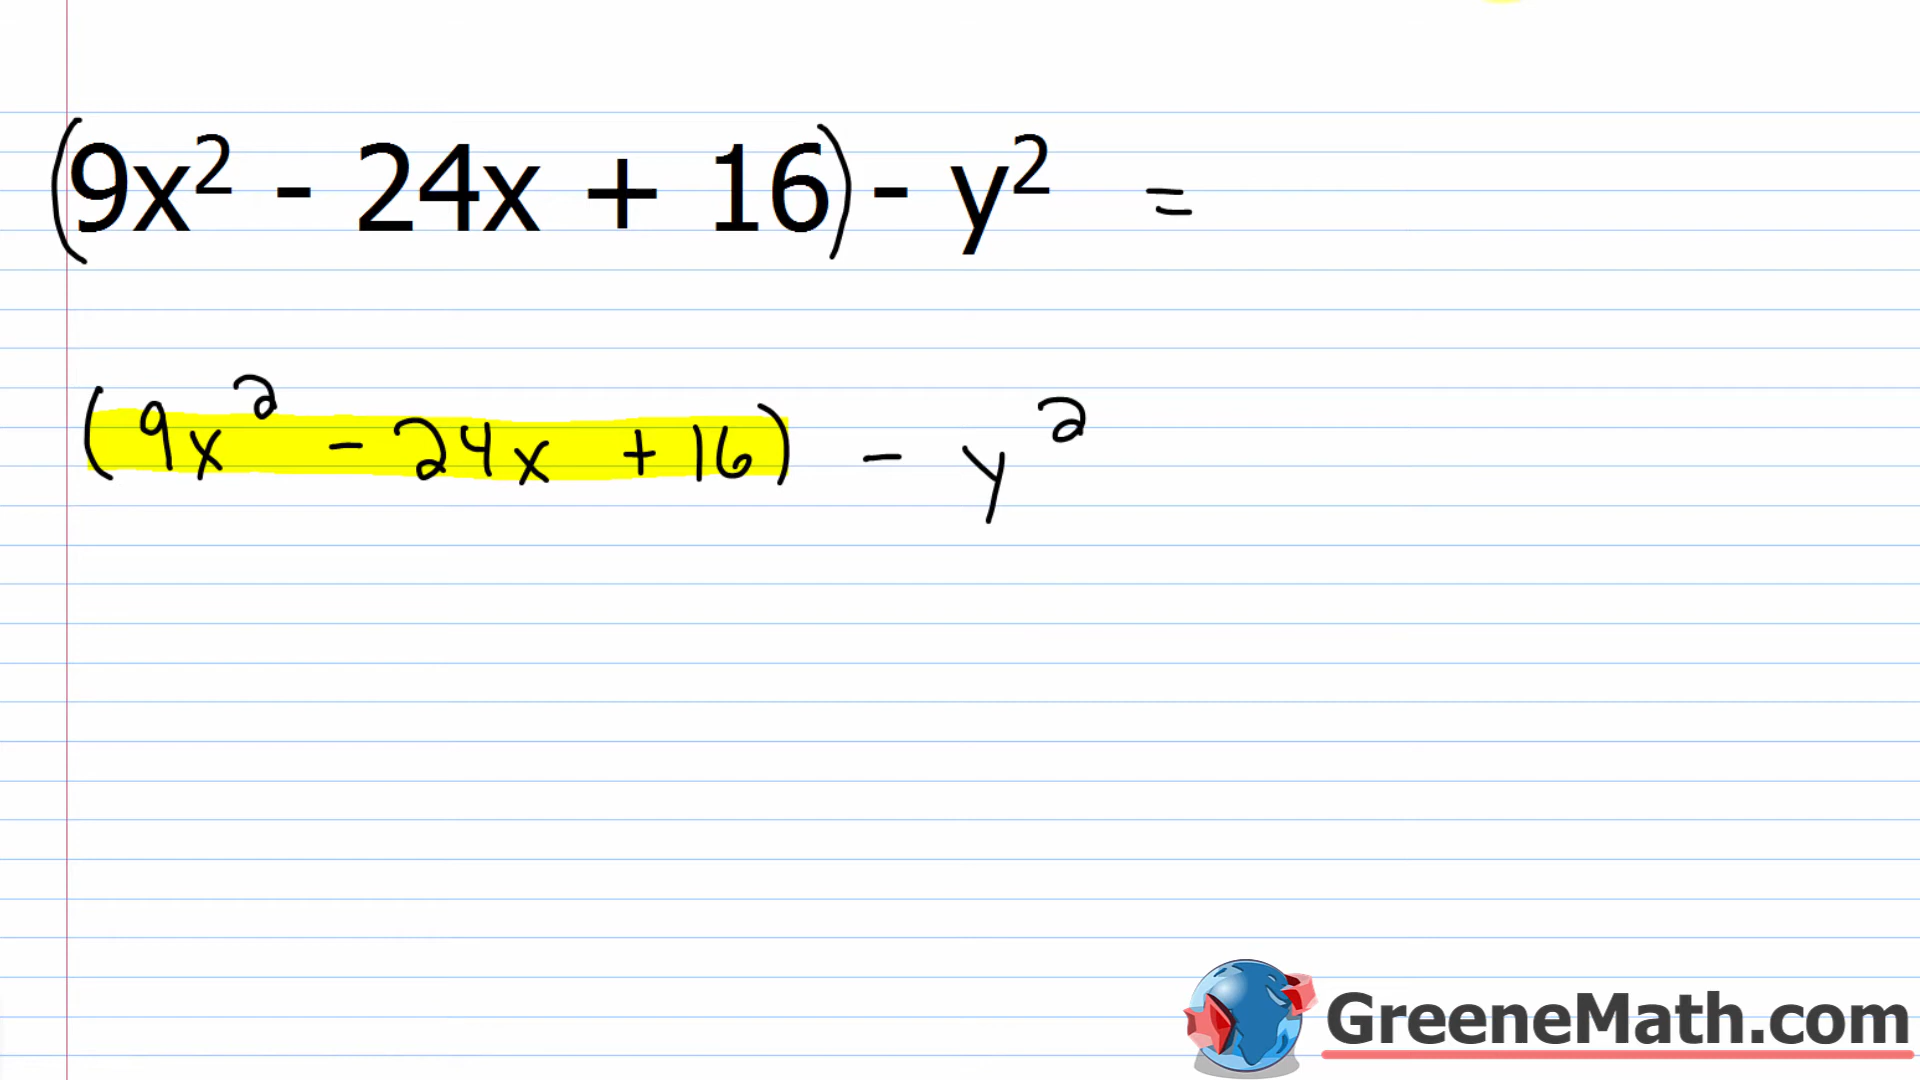 (9x² - 24x + 16) - y² =
(9x² - 24x + 16) - y²
GreeneMath.com